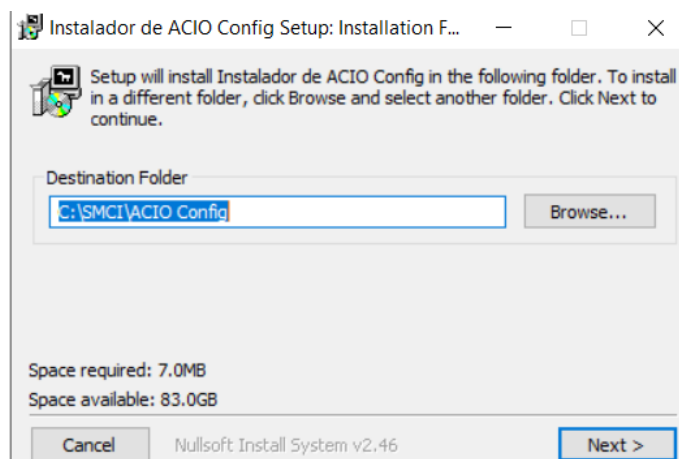 Instalador de ACIO Config Setup: Installation F...
Setup will install Instalador de ACIO Config in the following folder. To install
in a different folder, click Browse and select another folder. Click Next to
continue.
Destination Folder
C:\SMCI\ACIO Config
Browse...
Space required: 7.0MB
Space available: 83.0GB
Cancel
Nullsoft Install System v2.46
Next >